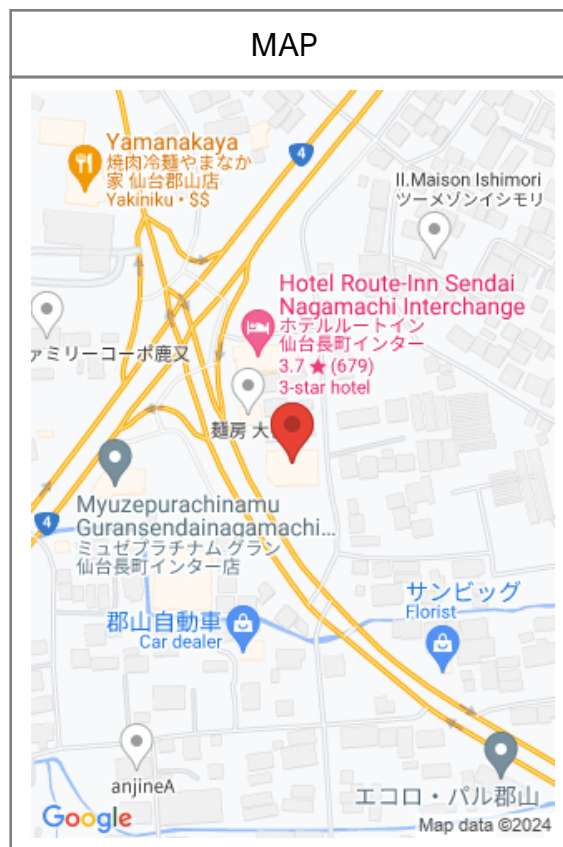 MAP
Yamanakaya
焼肉冷麺やまなか
家 仙台郡山店
Yakiniku・$$
4
II.Maison Ishimori
ツーメゾンイシモリ
Hotel Route-Inn Sendai
Nagamachi Interchange
ホテルルートイン
仙台長町インター
3.7 ★ (679)
3-star hotel
ァミリーコーポ鹿又
麺房 大
Myuzepurachinamu
Guransendainagamachi...
ミュゼプラチナム グラン
仙台長町インター店
4
サンビッグ
Florist
郡山自動車
Car dealer
anjineA
エコロ・パル郡山
Google
Map data ©2024